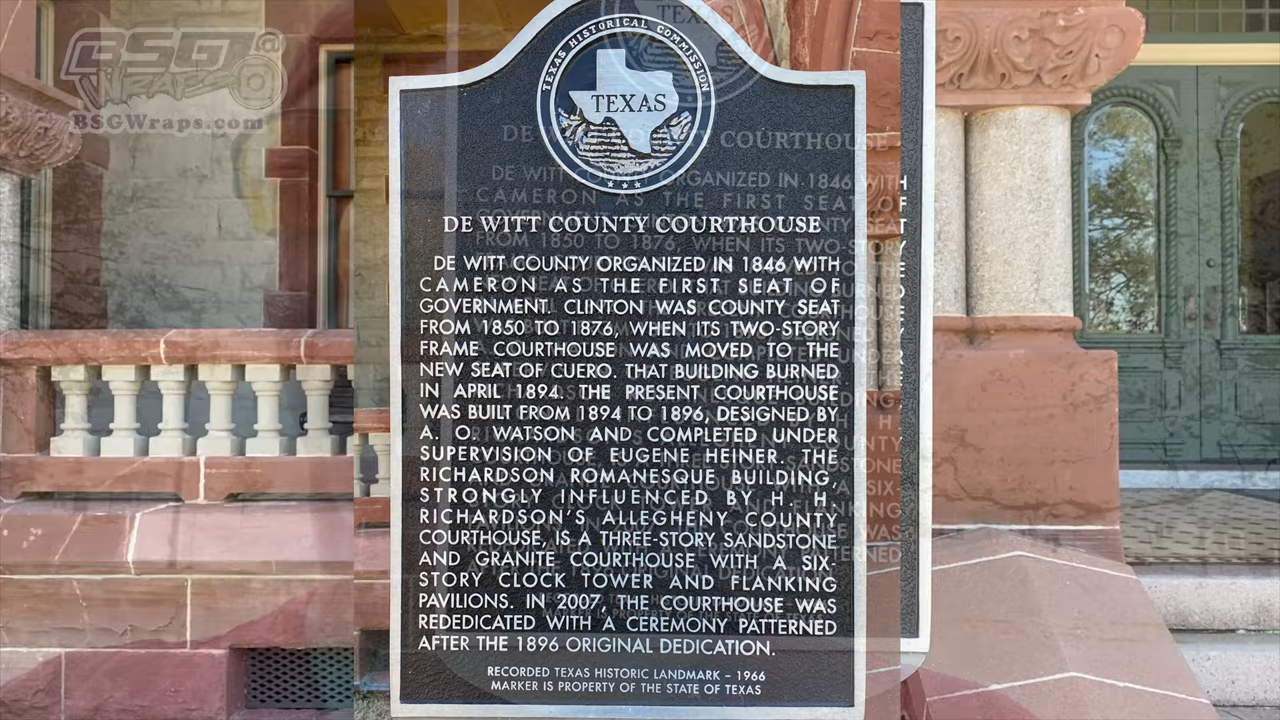 BSG@
WRAPS
BSGWraps.com
TEXAS HISTORICAL COMMISSION
TEXAS
DE WITT COUNTY COURTHOUSE
DE WITT COUNTY ORGANIZED IN 1846 WITH
CAMERON AS THE FIRST SEAT OF
GOVERNMENT. CLINTON WAS COUNTY SEAT
FROM 1850 TO 1876, WHEN ITS TWO-STORY
FRAME COURTHOUSE WAS MOVED TO THE
NEW SEAT OF CUERO. THAT BUILDING BURNED
IN APRIL 1894. THE PRESENT COURTHOUSE
WAS BUILT FROM 1894 TO 1896, DESIGNED BY
A. O. WATSON AND COMPLETED UNDER
SUPERVISION OF EUGENE HEINER. THE
RICHARDSON ROMANESQUE BUILDING,
STRONGLY INFLUENCED BY H. H.
RICHARDSON'S ALLEGHENY COUNTY
COURTHOUSE, IS A THREE-STORY SANDSTONE
AND GRANITE COURTHOUSE WITH A SIX-
STORY CLOCK TOWER AND FLANKING
PAVILIONS. IN 2007, THE COURTHOUSE WAS
REDEDICATED WITH A CEREMONY PATTERNED
AFTER THE 1896 ORIGINAL DEDICATION.
RECORDED TEXAS HISTORIC LANDMARK – 1966
MARKER IS PROPERTY OF THE STATE OF TEXAS